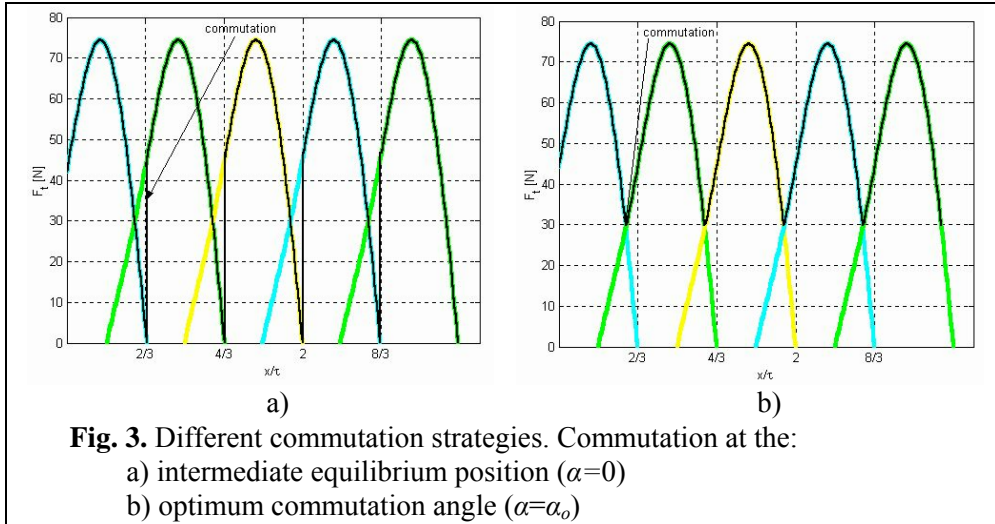 80
70
60
50
40
30
20
10
0
F_t [N]
commutation
2/3
4/3
2
8/3
x/τ
a)
80
70
60
50
40
30
20
10
0
F_t [N]
commutation
2/3
4/3
2
8/3
x/τ
b)
Fig. 3. Different commutation strategies. Commutation at the:
a) intermediate equilibrium position (α=0)
b) optimum commutation angle (α=αₒ)